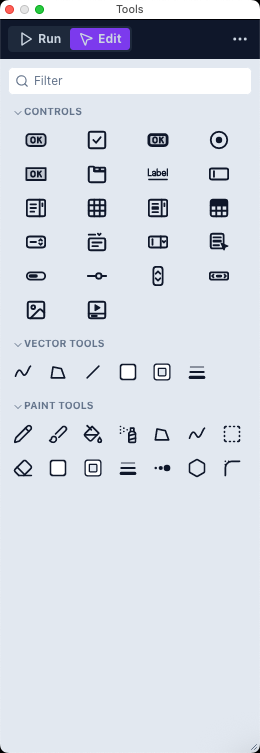 Tools
Run Edit
Filter
CONTROLS
OK OK
OK Label
VECTOR TOOLS
PAINT TOOLS